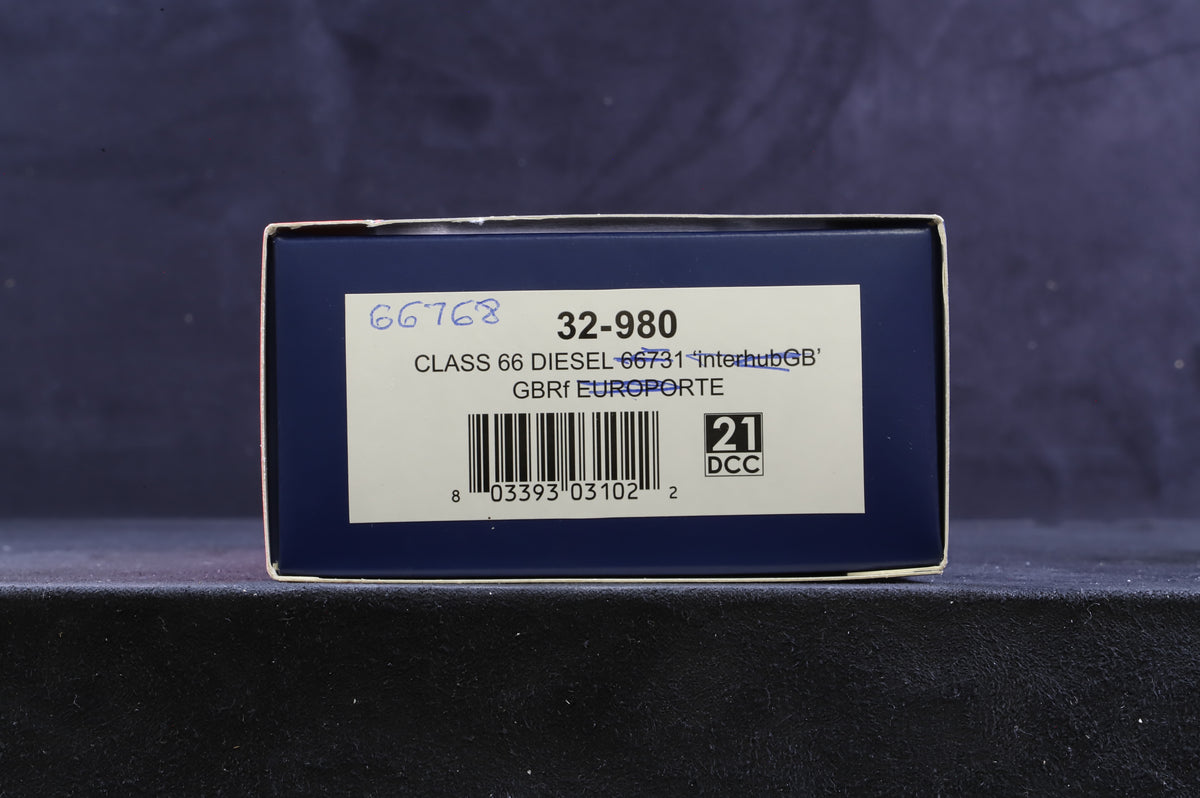 66768
32-980
CLASS 66 DIESEL 66731 'interhubGB'
GBRf EUROPORTE
21
DCC
8 03393 03102 2